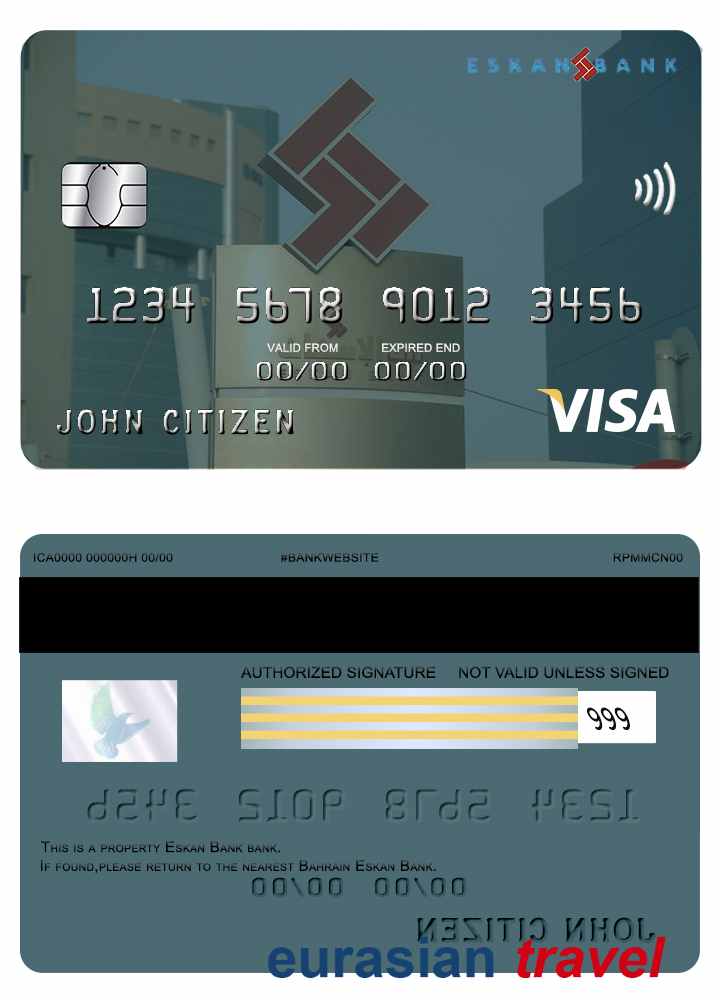 ESKAN BANK
1234 5678 9012 3456
VALID FROM EXPIRED END
00/00 00/00
JOHN CITIZEN
VISA
ICA0000 000000H 00/00 #BANKWEBSITE RPMMCN00
AUTHORIZED SIGNATURE NOT VALID UNLESS SIGNED
999
1234 5678 9012 3456
THIS IS A PROPERTY ESKAN BANK BANK.
IF FOUND,PLEASE RETURN TO THE NEAREST BAHRAIN ESKAN BANK.
00/00 00/00
JOHN CITIZEN
eurasian travel